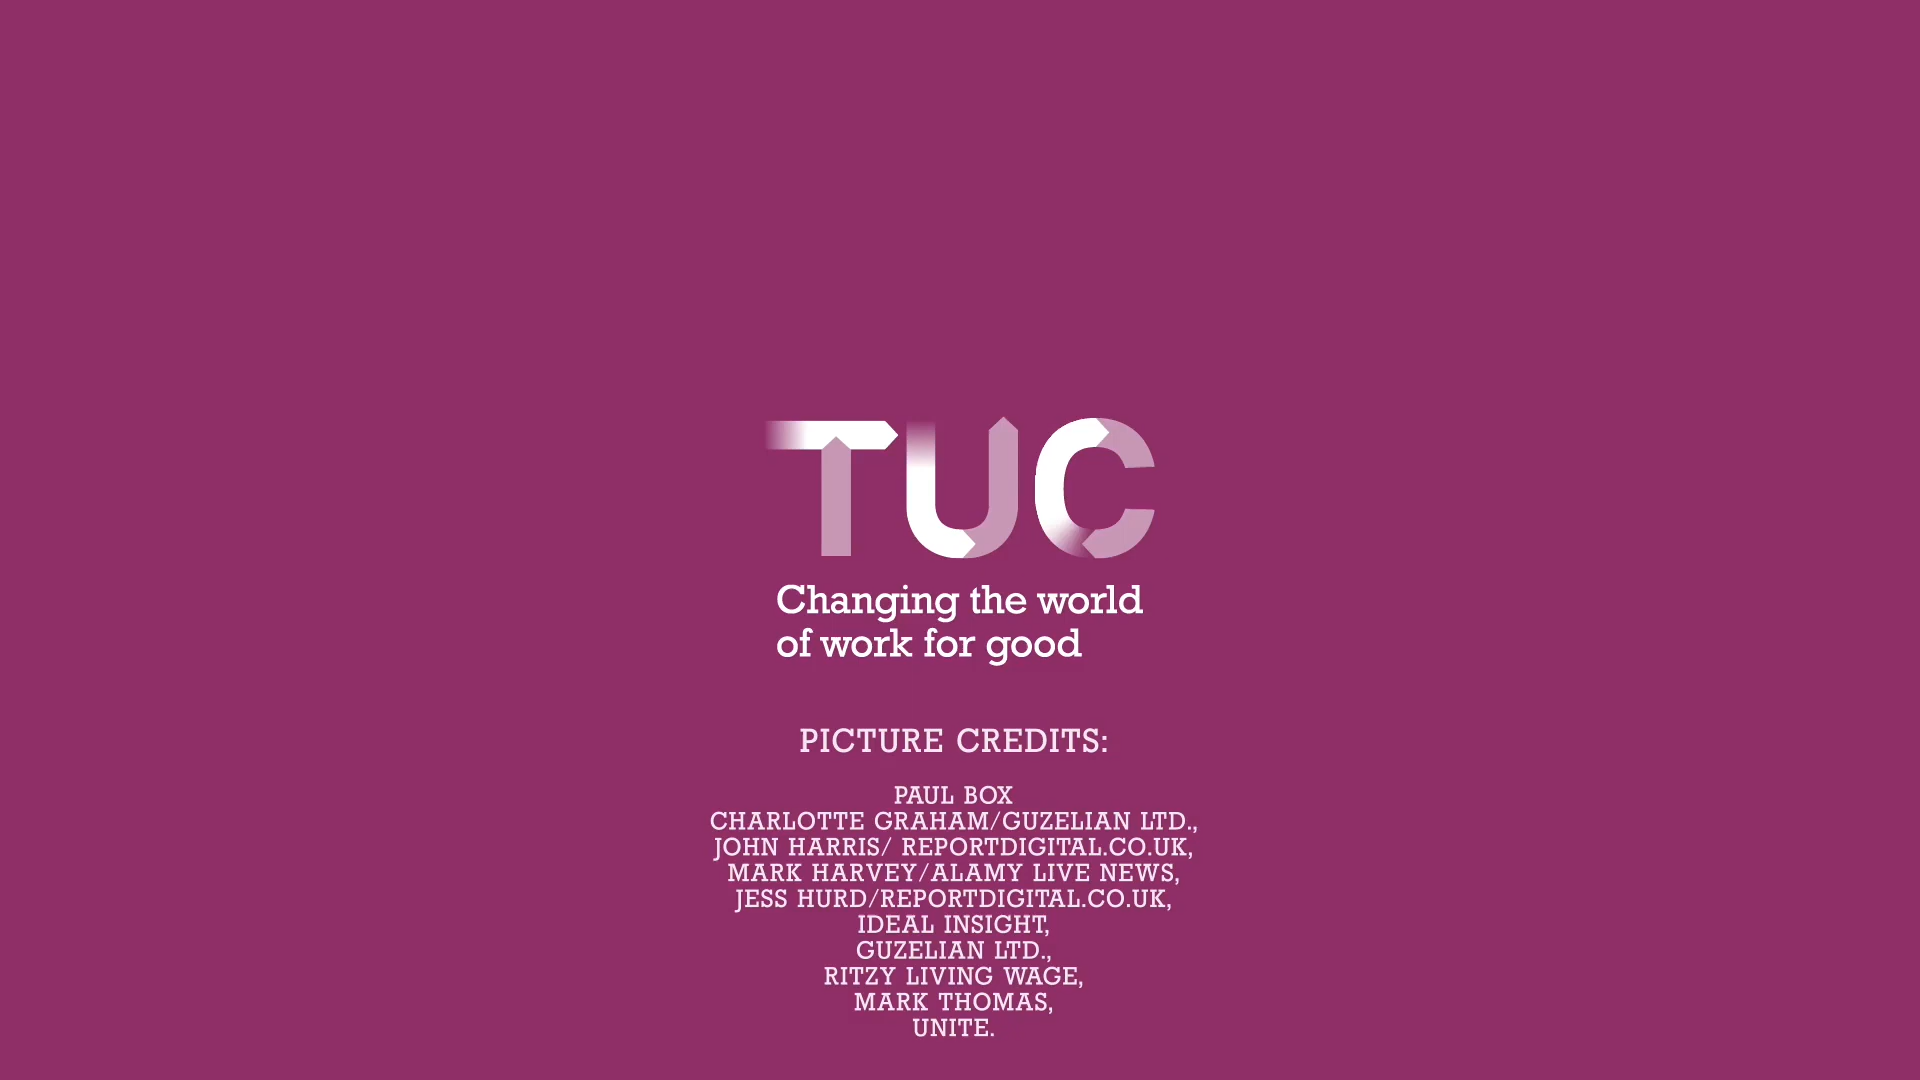 TUC
Changing the world
of work for good
PICTURE CREDITS:
PAUL BOX
CHARLOTTE GRAHAM/GUZELIAN LTD.,
JOHN HARRIS/ REPORTDIGITAL.CO.UK,
MARK HARVEY/ALAMY LIVE NEWS,
JESS HURD/REPORTDIGITAL.CO.UK,
IDEAL INSIGHT,
GUZELIAN LTD.,
RITZY LIVING WAGE,
MARK THOMAS,
UNITE.